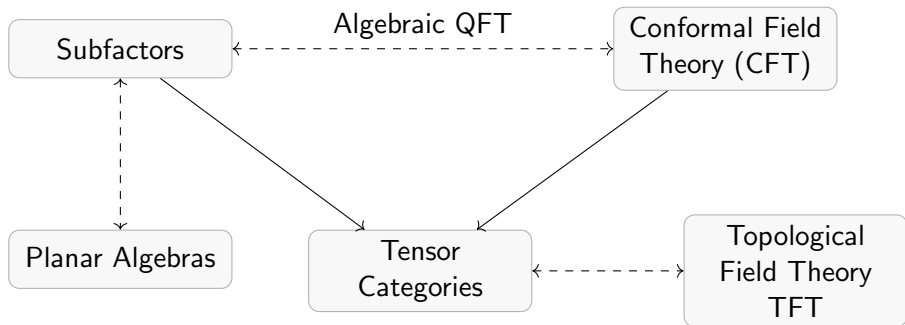 Algebraic QFT
Subfactors
Conformal Field
Theory (CFT)
Planar Algebras
Tensor
Categories
Topological
Field Theory
TFT